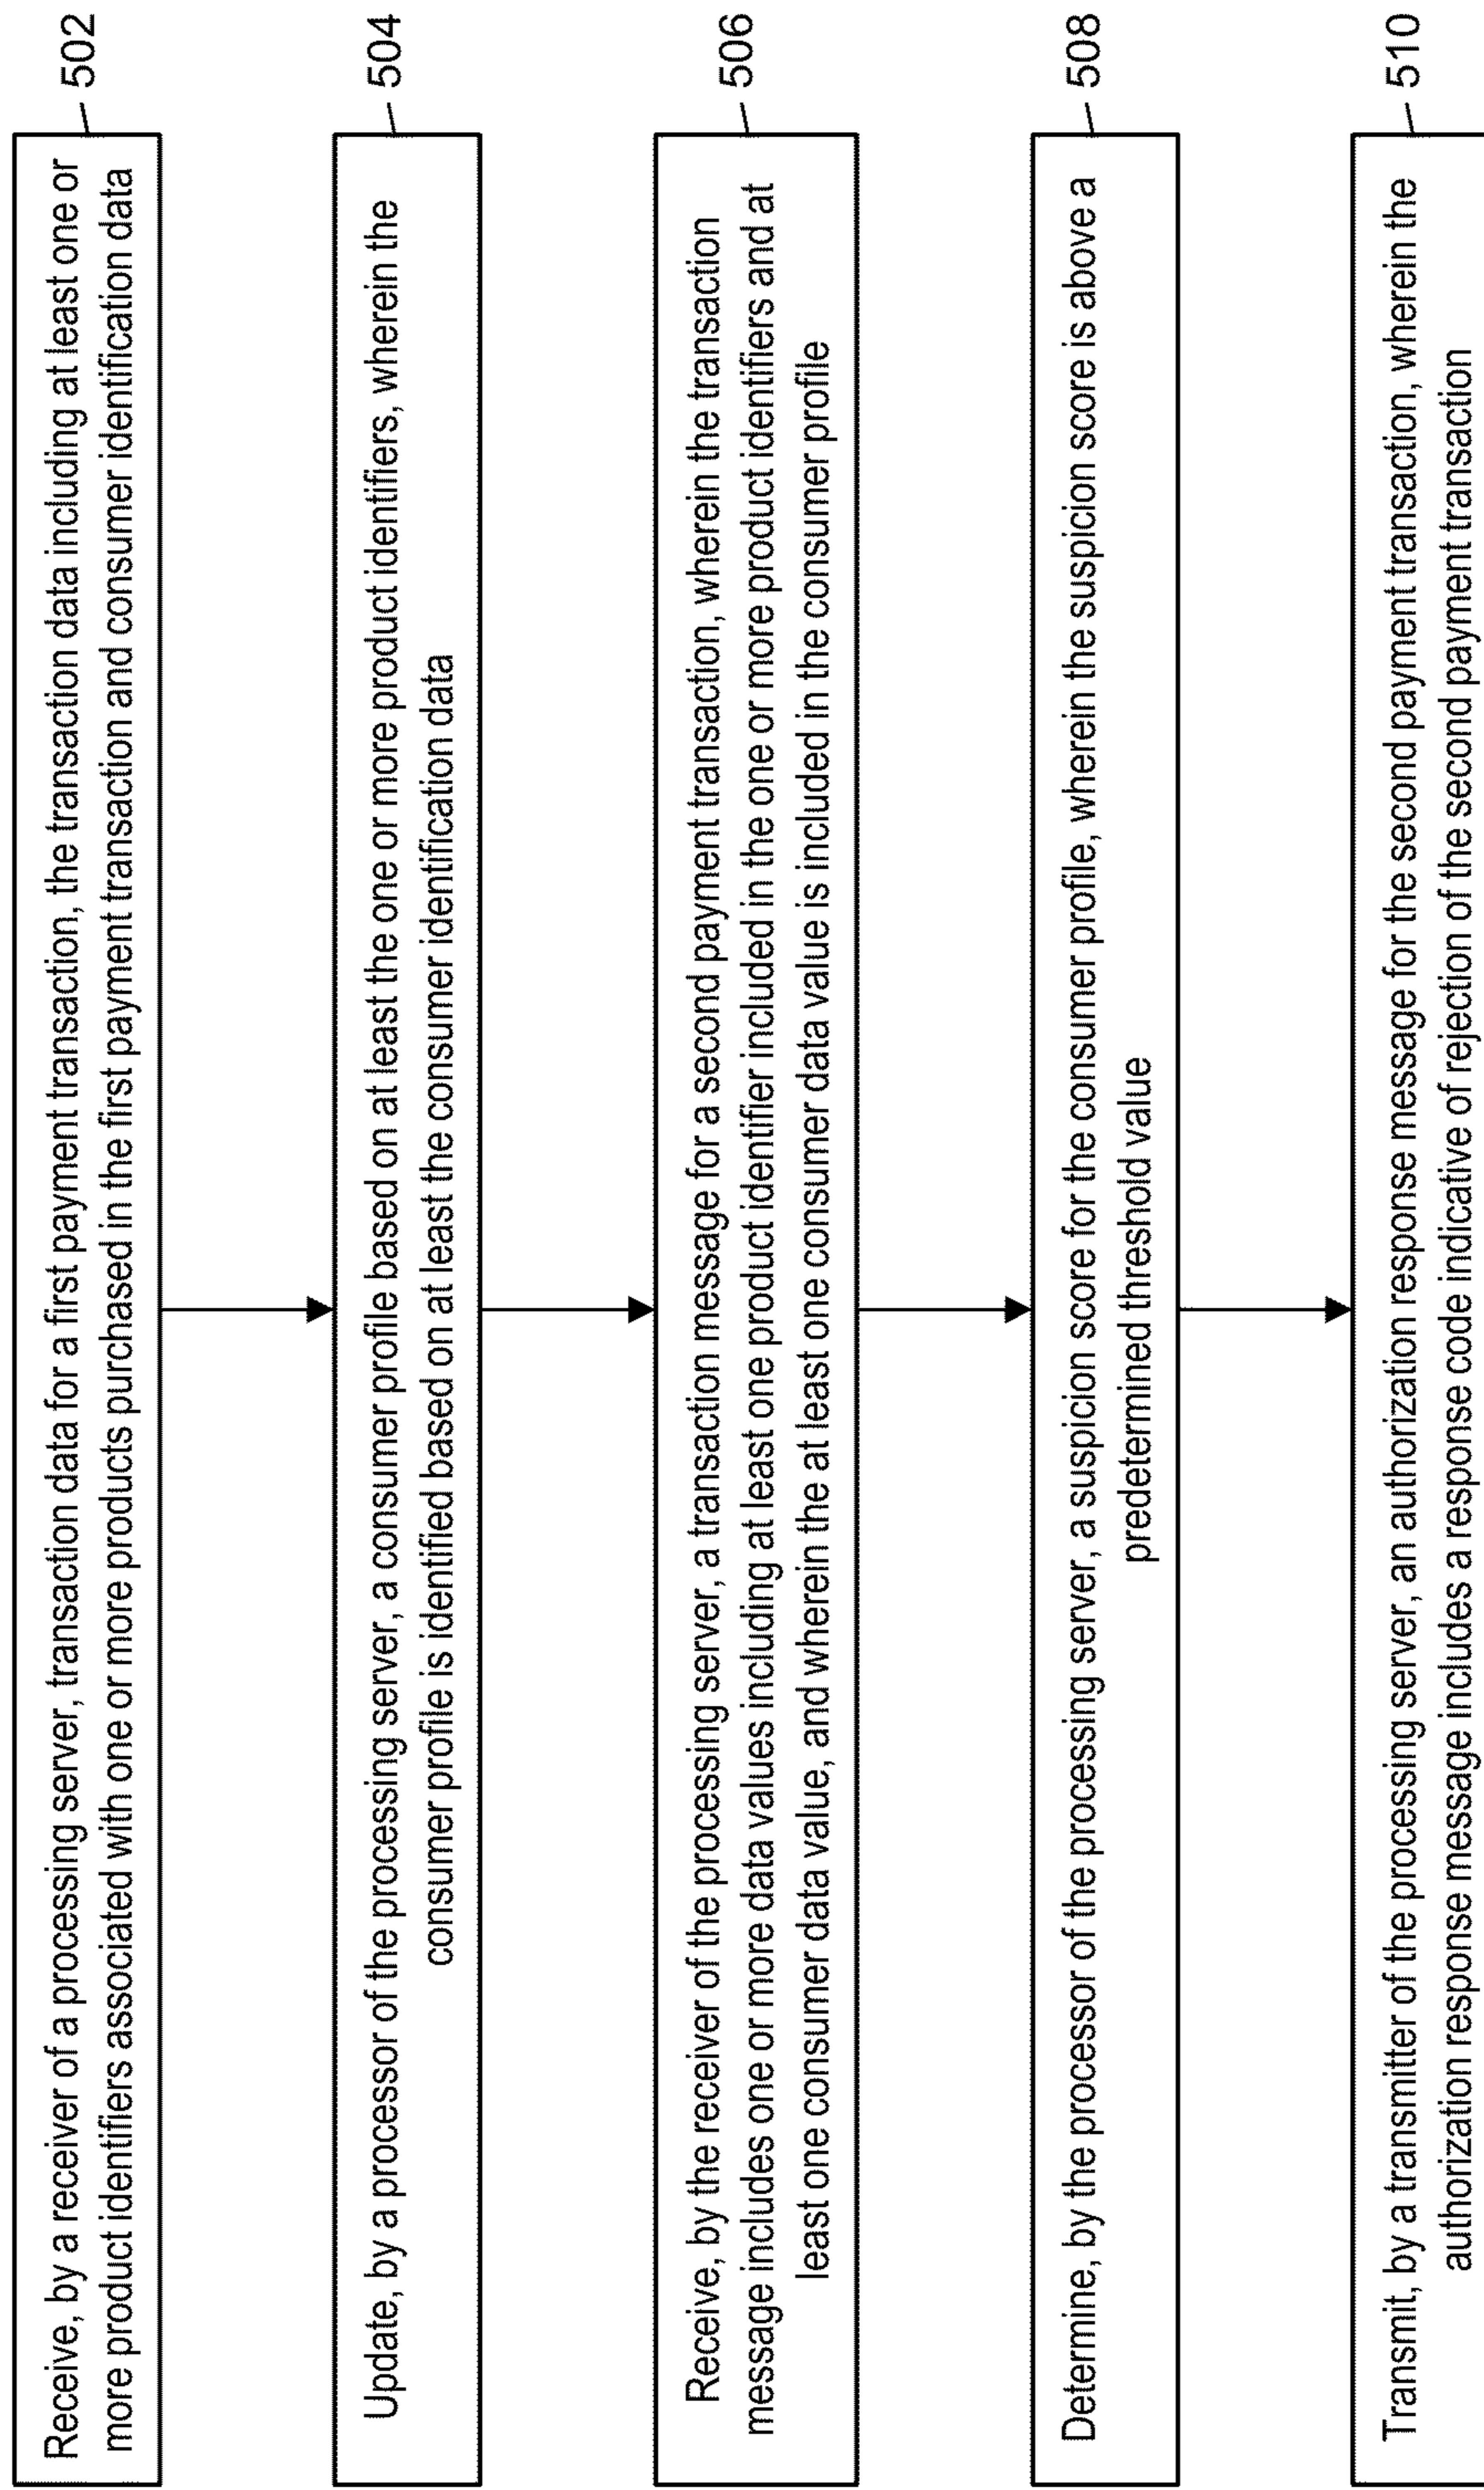 Receive, by a receiver of a processing server, transaction data for a first payment transaction, the transaction data including at least one or
more product identifiers associated with one or more products purchased in the first payment transaction and consumer identification data
502
Update, by a processor of the processing server, a consumer profile based on at least the one or more product identifiers, wherein the
consumer profile is identified based on at least the consumer identification data
504
Receive, by the receiver of the processing server, a transaction message for a second payment transaction, wherein the transaction
message includes one or more data values including at least one product identifier included in the one or more product identifiers and at
least one consumer data value, and wherein the at least one consumer data value is included in the consumer profile
506
Determine, by the processor of the processing server, a suspicion score for the consumer profile, wherein the suspicion score is above a
predetermined threshold value
508
Transmit, by a transmitter of the processing server, an authorization response message for the second payment transaction, wherein the
authorization response message includes a response code indicative of rejection of the second payment transaction
510